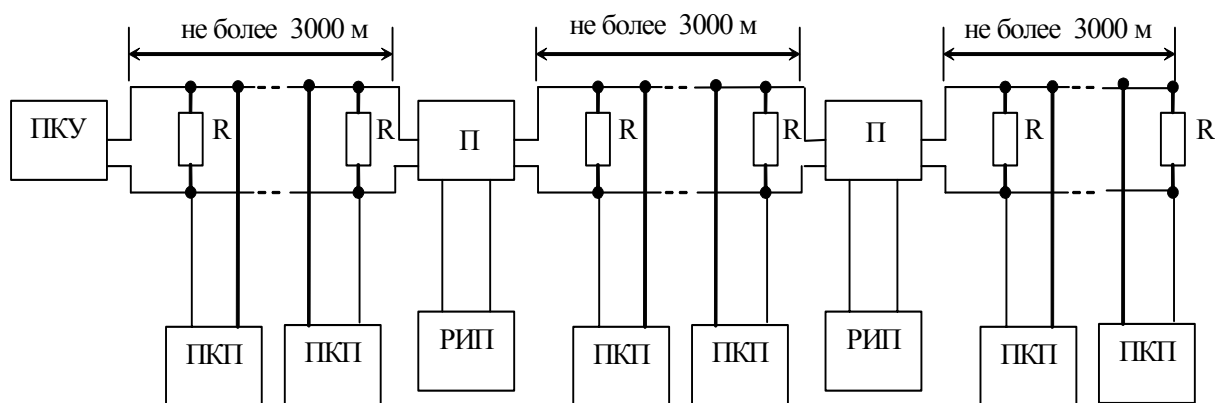 не более 3000 м
не более 3000 м
не более 3000 м
ПКУ
R
R
П
R
R
П
R
R
ПКП
ПКП
РИП
ПКП
ПКП
РИП
ПКП
ПКП